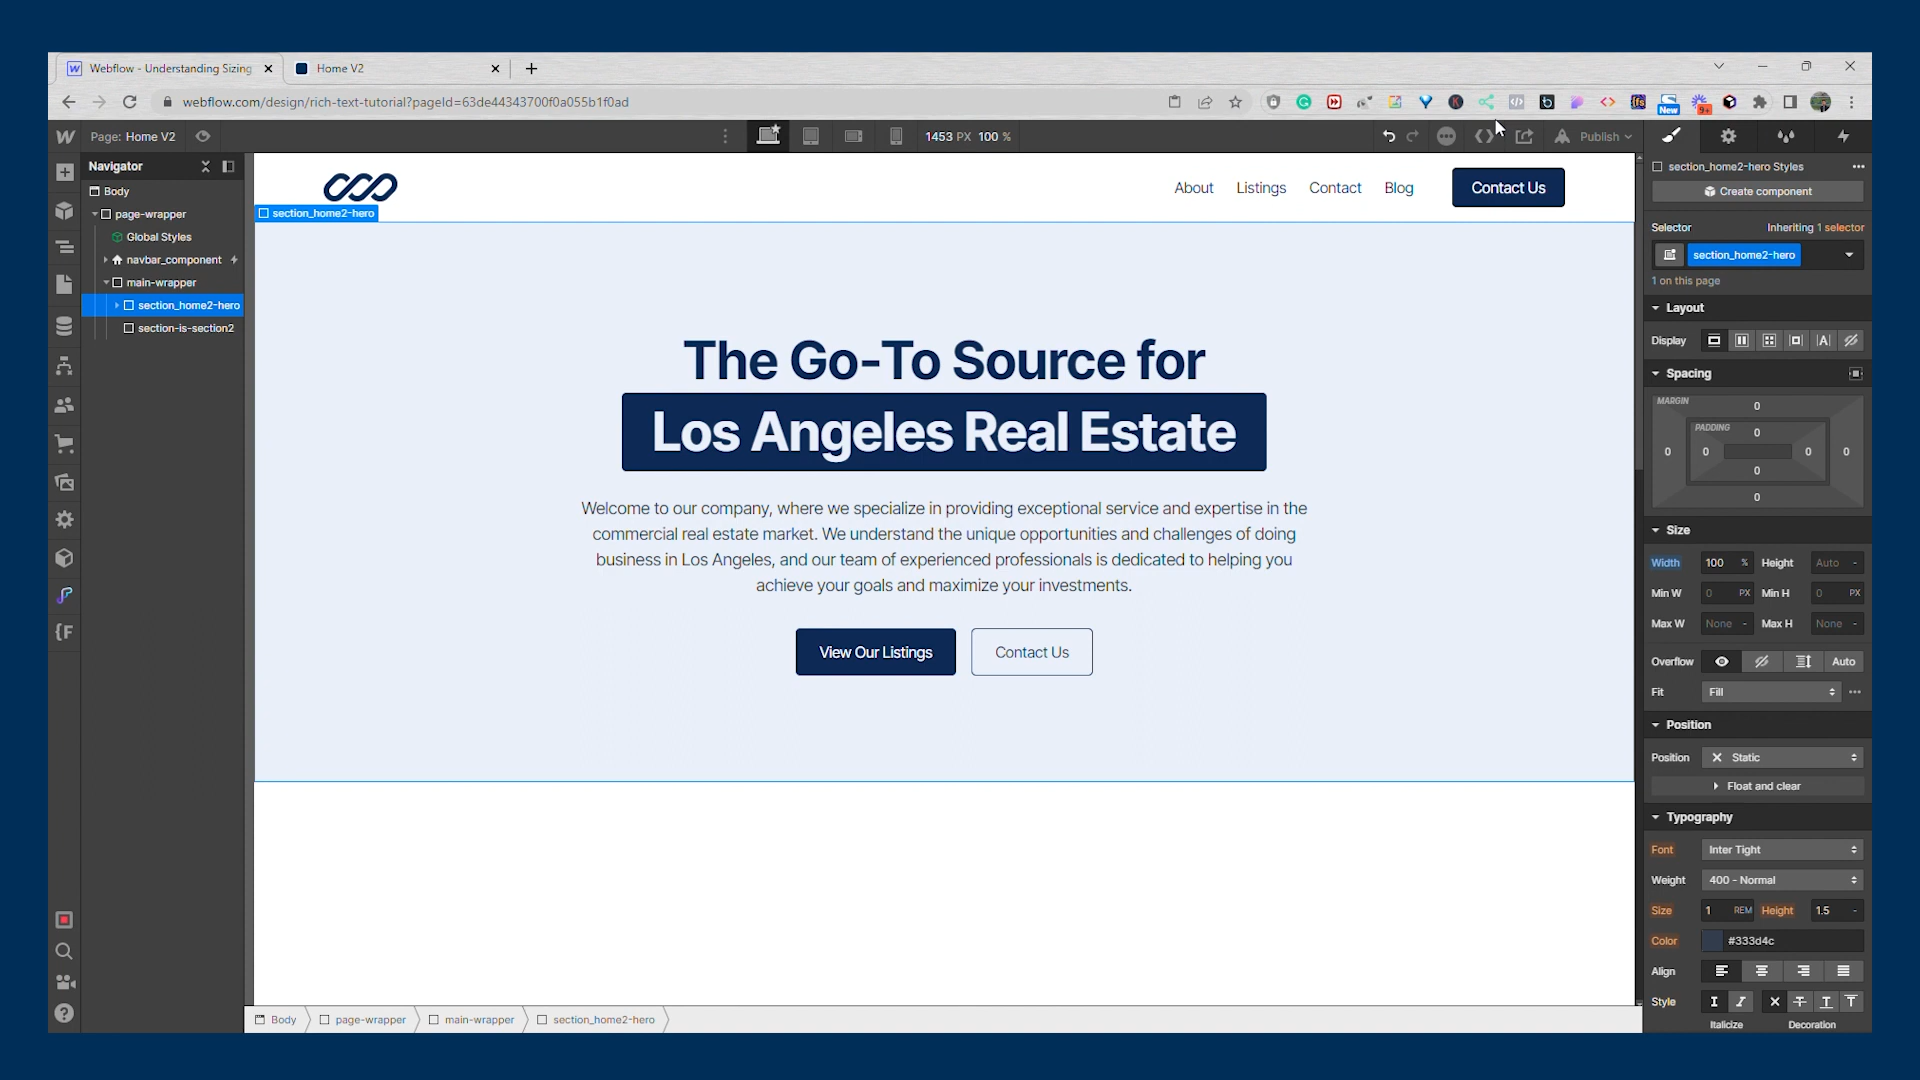 Webflow - Understanding Sizing
Home V2
webflow.com/design/rich-text-tutorial?pageId=63de44343700f0a055b1f0ad
New
9+
Page: Home V2
1453 PX 100 %
Publish
Navigator
Body
page-wrapper
Global Styles
navbar_component
main-wrapper
section_home2-hero
section-is-section2
About Listings Contact Blog Contact Us
section_home2-hero
The Go-To Source for
Los Angeles Real Estate
Welcome to our company, where we specialize in providing exceptional service and expertise in the
commercial real estate market. We understand the unique opportunities and challenges of doing
business in Los Angeles, and our team of experienced professionals is dedicated to helping you
achieve your goals and maximize your investments.
View Our Listings Contact Us
Body page-wrapper main-wrapper section_home2-hero
section_home2-hero Styles
Create component
Selector Inheriting 1 selector
section_home2-hero
1 on this page
Layout
Display
Spacing
MARGIN
0
PADDING
0
0 0 0 0
0
0
Size
Width 100 % Height Auto -
Min W 0 PX Min H 0 PX
Max W None - Max H None -
Overflow Auto
Fit Fill
Position
Position Static
Float and clear
Typography
Font Inter Tight
Weight 400 - Normal
Size 1 REM Height 1.5 -
Color #333d4c
Align
Style
Italicize Decoration